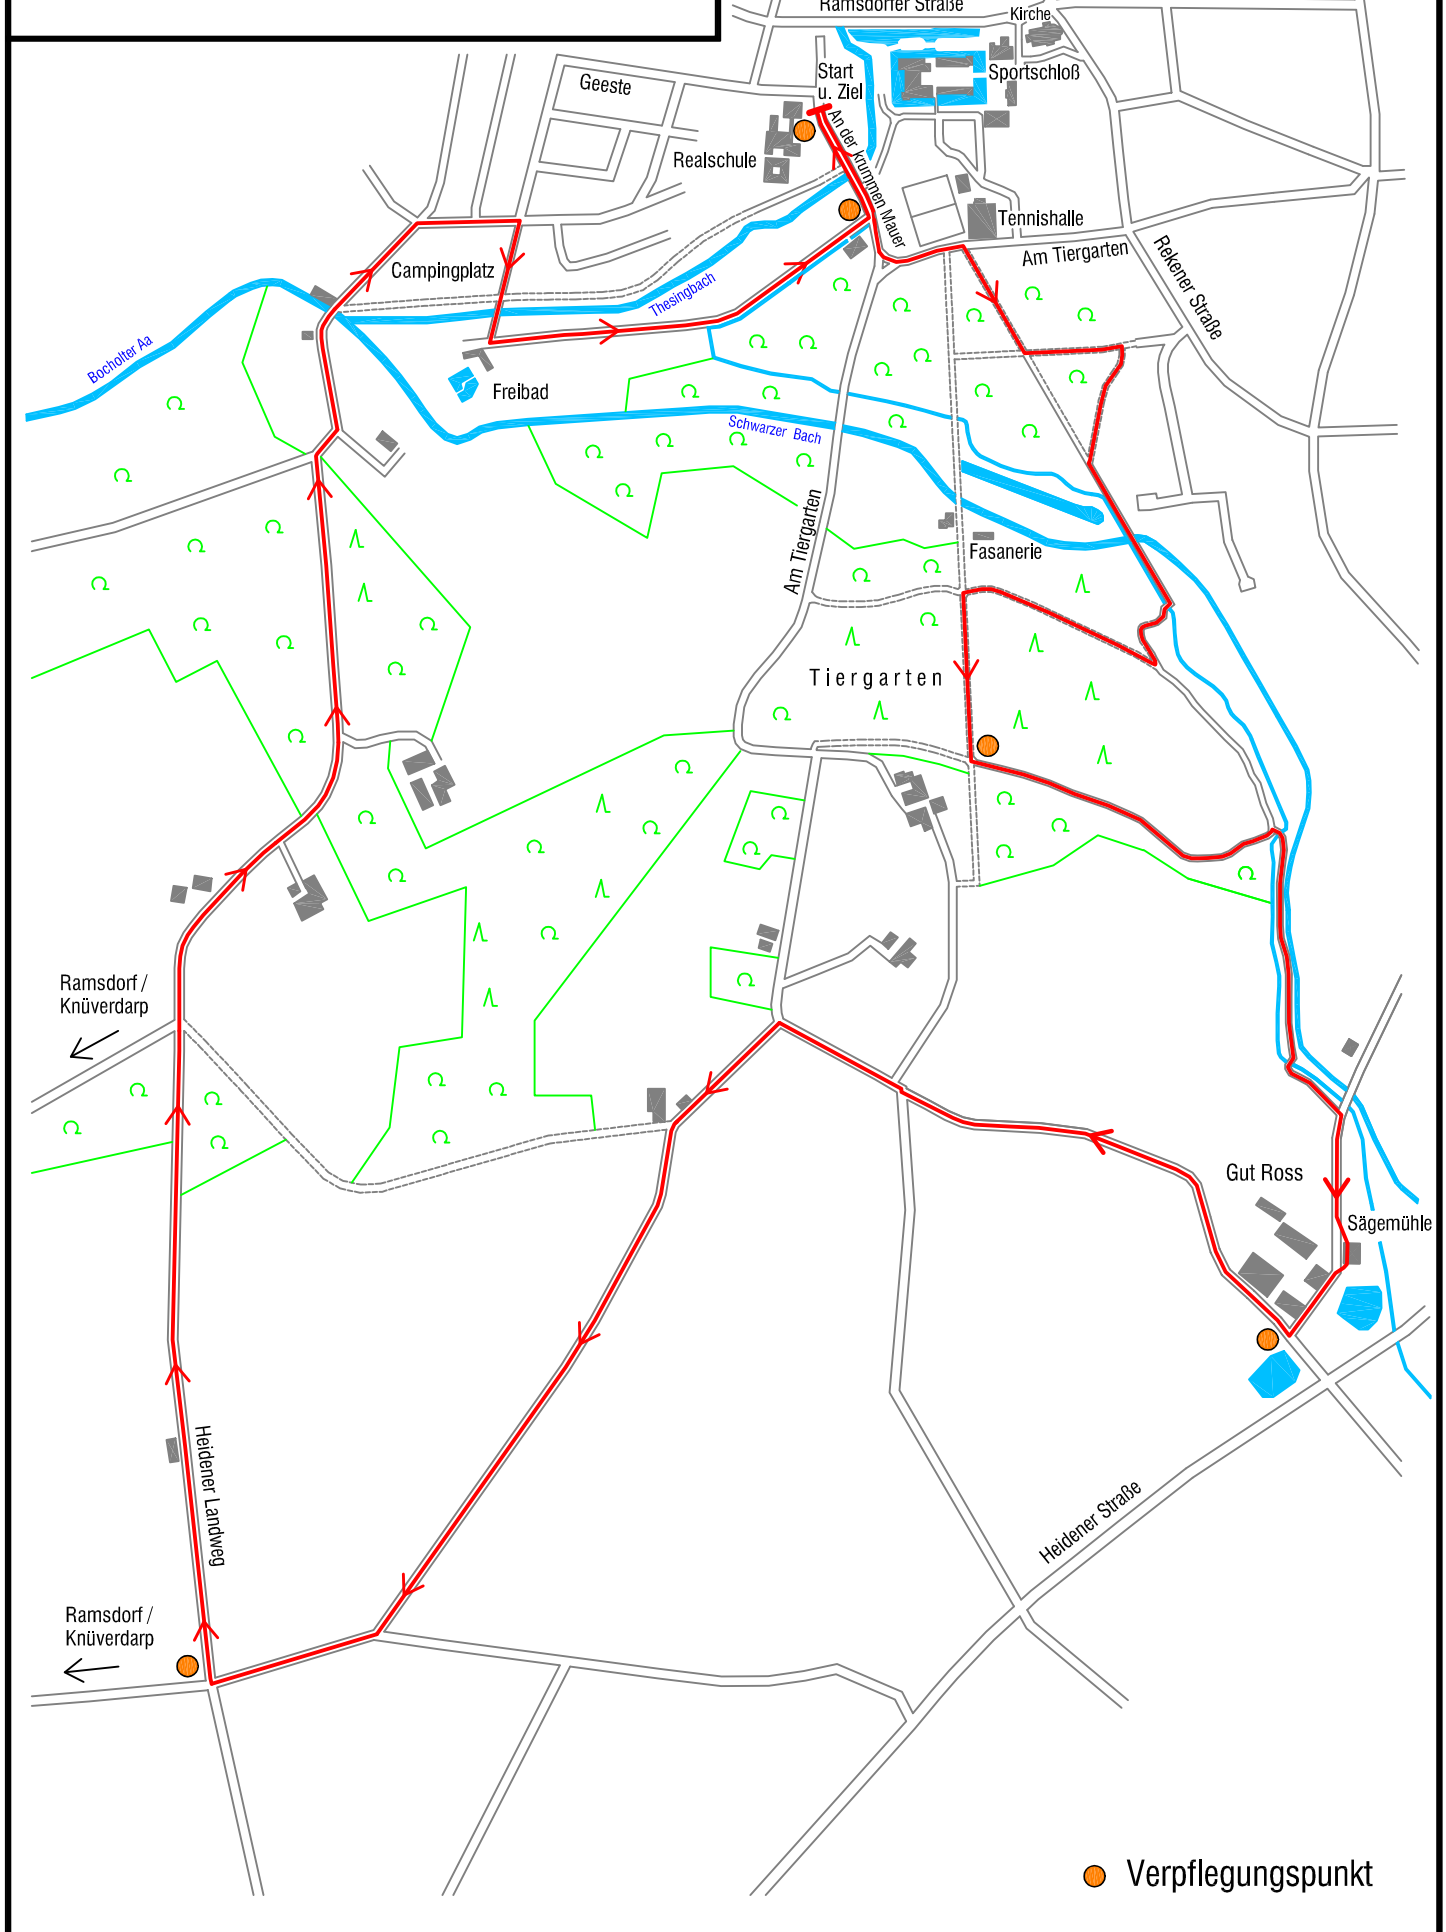 Ramsdorfer Straße
Kirche
Geeste
Start
u. Ziel
Sportschloß
Realschule
An der krummen Mauer
Tennishalle
Am Tiergarten
Rekener Straße
Campingplatz
Thesingbach
Bocholter Aa
Freibad
Schwarzer Bach
Am Tiergarten
Fasanerie
Tiergarten
Ramsdorf /
Knüverdarp
Gut Ross
Sägemühle
Heidener Landweg
Heidener Straße
Ramsdorf /
Knüverdarp
Verpflegungspunkt